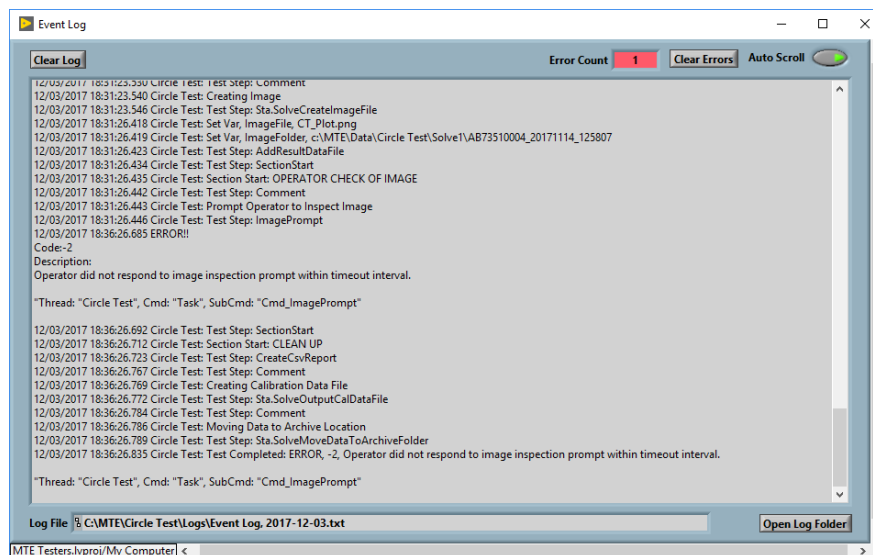 Event Log
Clear Log
Error Count 1 Clear Errors Auto Scroll
12/03/2017 18:31:23.530 Circle Test: Test Step: Comment
12/03/2017 18:31:23.540 Circle Test: Creating Image
12/03/2017 18:31:23.546 Circle Test: Test Step: Sta.SolveCreateImageFile
12/03/2017 18:31:26.418 Circle Test: Set Var, ImageFile, CT_Plot.png
12/03/2017 18:31:26.419 Circle Test: Set Var, ImageFolder, c:\MTE\Data\Circle Test\Solve1\AB73510004_20171114_125807
12/03/2017 18:31:26.423 Circle Test: Test Step: AddResultDataFile
12/03/2017 18:31:26.434 Circle Test: Test Step: SectionStart
12/03/2017 18:31:26.435 Circle Test: Section Start: OPERATOR CHECK OF IMAGE
12/03/2017 18:31:26.442 Circle Test: Test Step: Comment
12/03/2017 18:31:26.443 Circle Test: Prompt Operator to Inspect Image
12/03/2017 18:31:26.446 Circle Test: Test Step: ImagePrompt
12/03/2017 18:36:26.685 ERROR!!
Code:-2
Description:
Operator did not respond to image inspection prompt within timeout interval.
"Thread: "Circle Test", Cmd: "Task", SubCmd: "Cmd_ImagePrompt"
12/03/2017 18:36:26.692 Circle Test: Test Step: SectionStart
12/03/2017 18:36:26.712 Circle Test: Section Start: CLEAN UP
12/03/2017 18:36:26.723 Circle Test: Test Step: CreateCsvReport
12/03/2017 18:36:26.767 Circle Test: Test Step: Comment
12/03/2017 18:36:26.769 Circle Test: Creating Calibration Data File
12/03/2017 18:36:26.772 Circle Test: Test Step: Sta.SolveOutputCalDataFile
12/03/2017 18:36:26.784 Circle Test: Test Step: Comment
12/03/2017 18:36:26.786 Circle Test: Moving Data to Archive Location
12/03/2017 18:36:26.789 Circle Test: Test Step: Sta.SolveMoveDataToArchiveFolder
12/03/2017 18:36:26.835 Circle Test: Test Completed: ERROR, -2, Operator did not respond to image inspection prompt within timeout interval.
"Thread: "Circle Test", Cmd: "Task", SubCmd: "Cmd_ImagePrompt"
Log File C:\MTE\Circle Test\Logs\Event Log, 2017-12-03.txt
Open Log Folder
MTE Testers.lvproj/My Computer